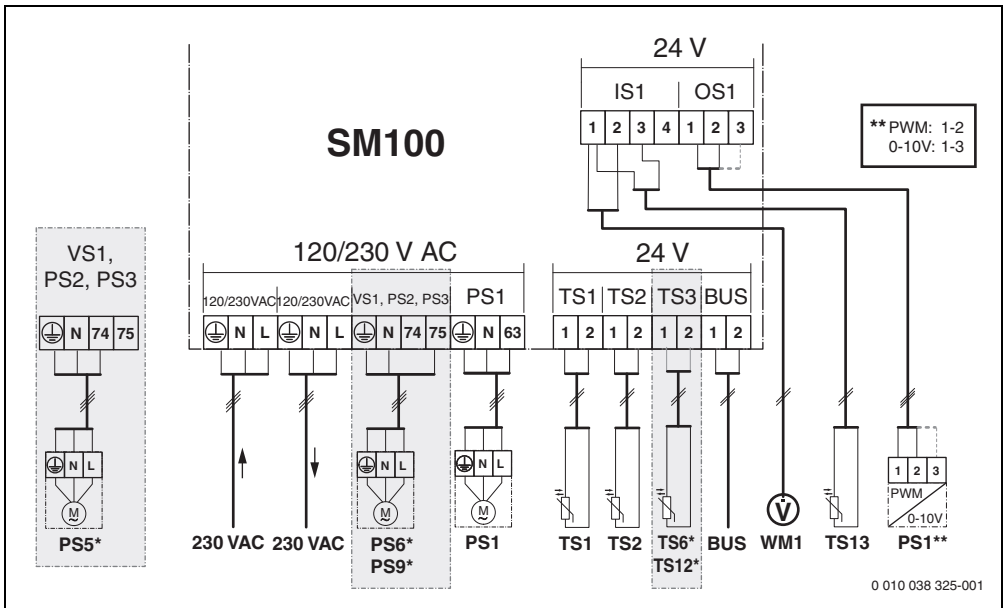 24 V
IS1 OS1
1 2 3 4 1 2 3
** PWM: 1-2
0-10V: 1-3
SM100
VS1,
PS2, PS3
N 74 75
N L
M
~
PS5*
120/230 V AC
24 V
120/230VAC 120/230VAC VS1, PS2, PS3 PS1 TS1 TS2 TS3 BUS
N L N L N 74 75 N 63 1 2 1 2 1 2 1 2
N L N L 1 2 3
M M PWM
~ ~ 0-10V
V̇
230 VAC 230 VAC PS6* PS1 TS1 TS2 TS6* BUS WM1 TS13 PS1**
PS9* TS12*
0 010 038 325-001